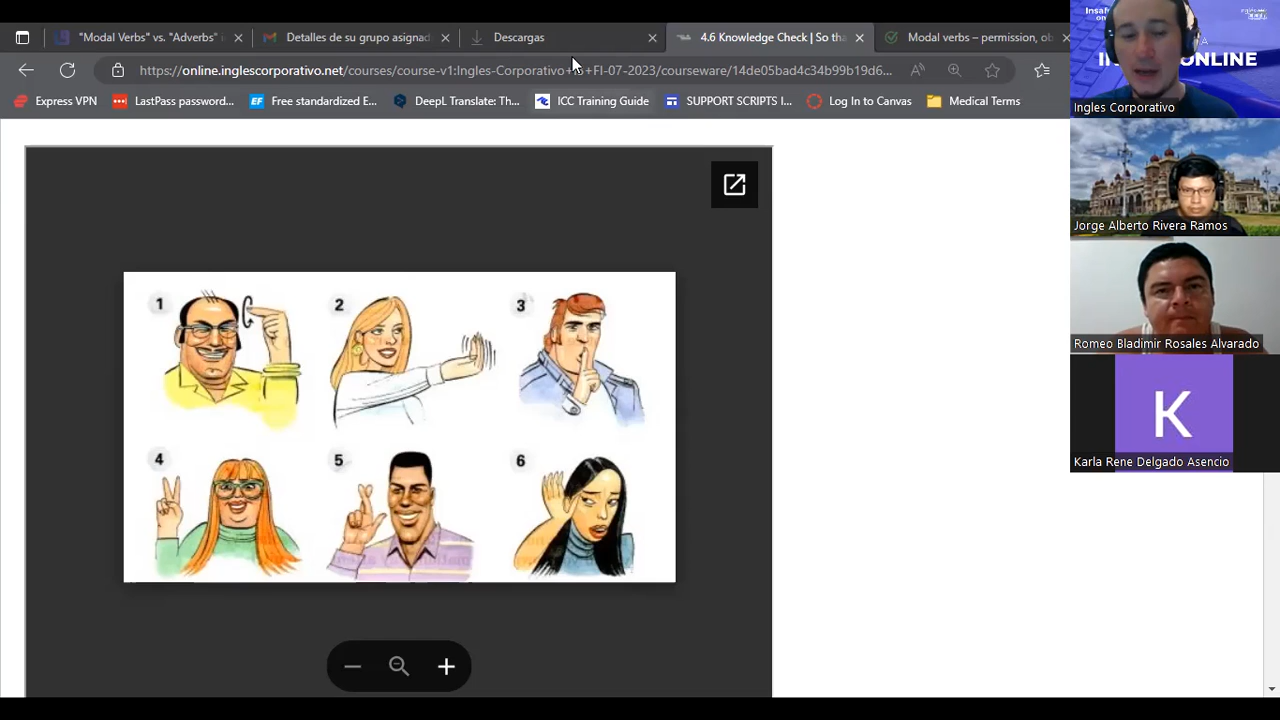 "Modal Verbs" vs. "Adverbs" i
Detalles de su grupo asignad
Descargas
4.6 Knowledge Check | So tha
Modal verbs – permission, ob
https://online.inglescorporativo.net/courses/course-v1:Ingles-Corporativo
FI-07-2023/courseware/14de05bad4c34b99b19d6...
Express VPN
LastPass password...
EF Free standardized E...
DeepL Translate: Th...
ICC Training Guide
SUPPORT SCRIPTS I...
Log In to Canvas
Medical Terms
ONLINE
Ingles Corporativo
Jorge Alberto Rivera Ramos
Romeo Bladimir Rosales Alvarado
K
Karla Rene Delgado Asencio
1
2
3
4
5
6